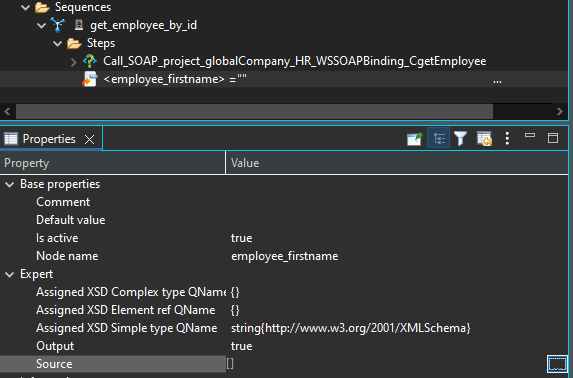 Sequences
get_employee_by_id
Steps
Call_SOAP_project_globalCompany_HR_WSSOAPBinding_CgetEmployee
<employee_firstname> ="" ...
Properties
Property Value
Base properties
Comment
Default value
Is active true
Node name employee_firstname
Expert
Assigned XSD Complex type QName {}
Assigned XSD Element ref QName {}
Assigned XSD Simple type QName string{http://www.w3.org/2001/XMLSchema}
Output true
Source [] ...